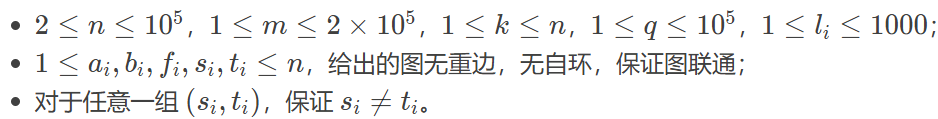 • $2 \le n \le 10^5$，$1 \le m \le 2 \times 10^5$，$1 \le k \le n$，$1 \le q \le 10^5$，$1 \le l_i \le 1000$；
• $1 \le a_i, b_i, f_i, s_i, t_i \le n$，给出的图无重边，无自环，保证图联通；
• 对于任意一组 $(s_i, t_i)$，保证 $s_i \ne t_i$。